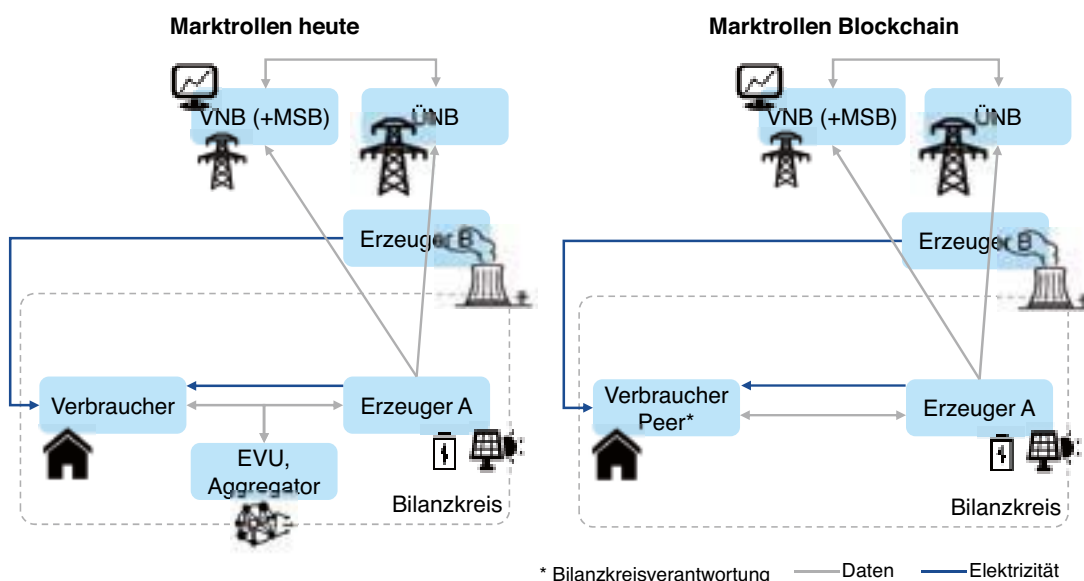 Marktrollen heute
VNB (+MSB)
ÜNB
Erzeuger B
Verbraucher
Erzeuger A
EVU,
Aggregator
Bilanzkreis
Marktrollen Blockchain
VNB (+MSB)
ÜNB
Erzeuger B
Verbraucher
Peer*
Erzeuger A
Bilanzkreis
* Bilanzkreisverantwortung
Daten
Elektrizität